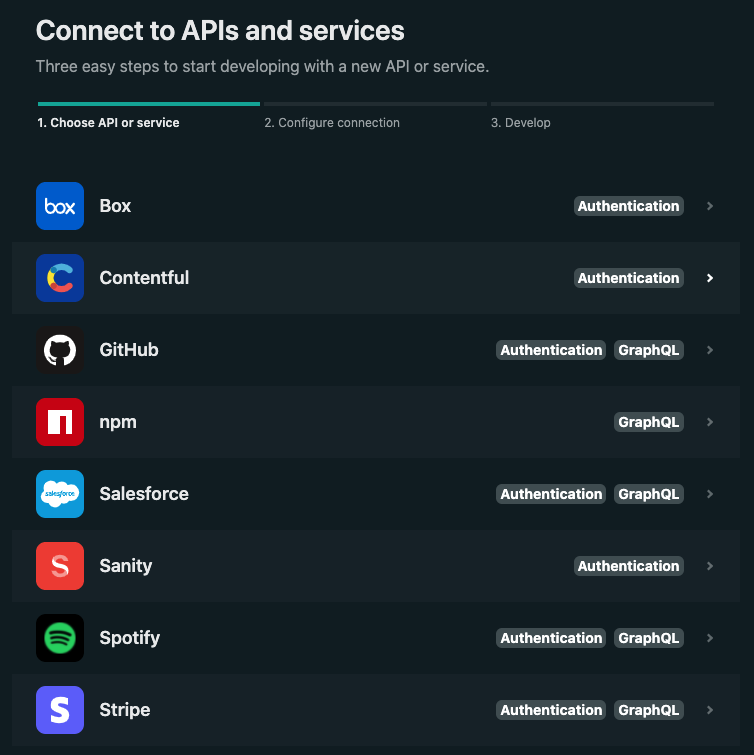 Connect to APIs and services
Three easy steps to start developing with a new API or service.
1. Choose API or service 2. Configure connection 3. Develop
box Box Authentication
Contentful Authentication
GitHub Authentication GraphQL
npm GraphQL
salesforce Salesforce Authentication GraphQL
S Sanity Authentication
Spotify Authentication GraphQL
S Stripe Authentication GraphQL